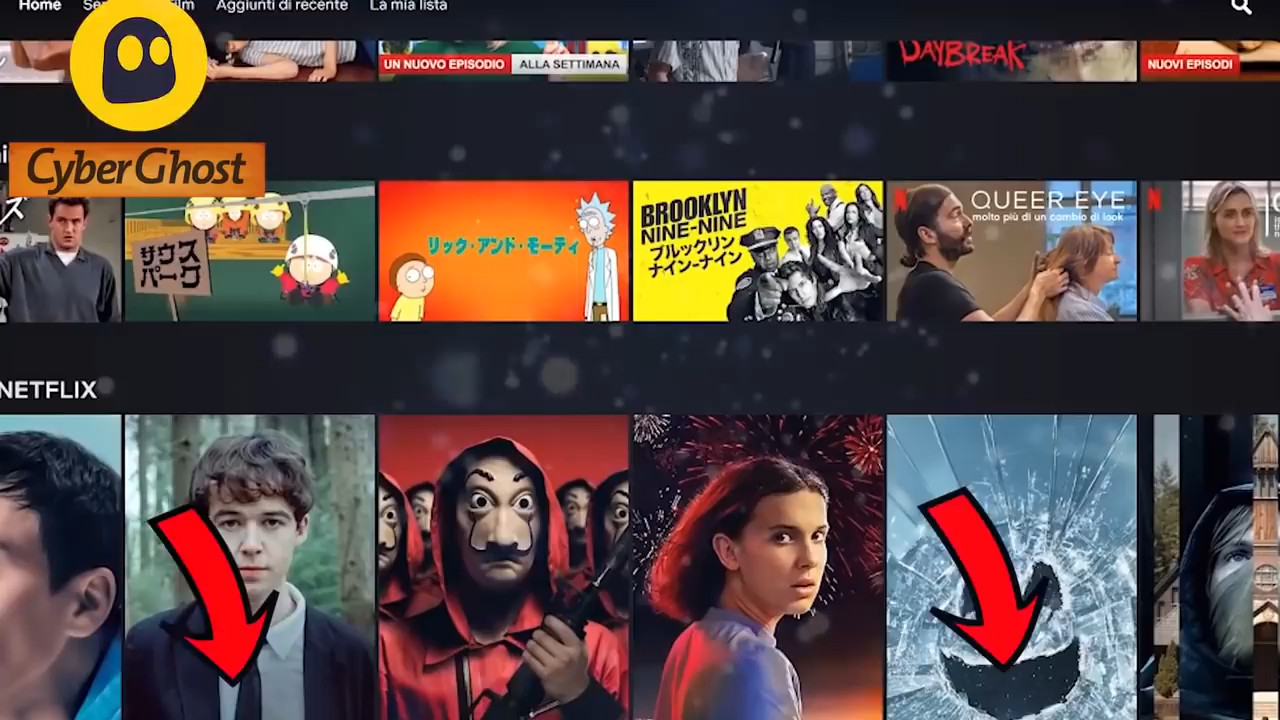 Home
Aggiunti di recente
La mia lista
UN NUOVO EPISODIO
ALLA SETTIMANA
DAYBREAK
NUOVI EPISODI
CyberGhost
サウス
パーク
リック・アンド・モーティ
BROOKLYN
NINE-NINE
ブルックリン
ナイン-ナイン
QUEER EYE
molto più di un cambio di look
NETFLIX